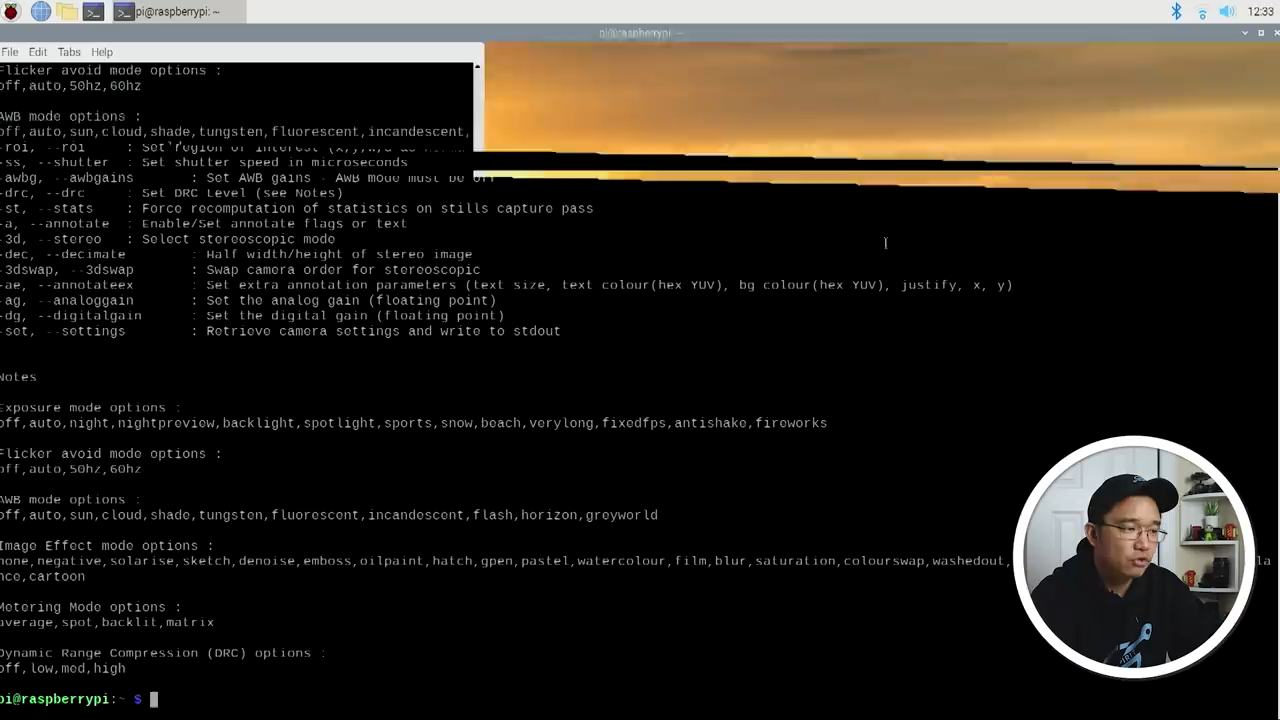 pi@raspberrypi: ~
12:33
pi@raspberrypi: ~
File Edit Tabs Help
Flicker avoid mode options :
off,auto,50hz,60hz
AWB mode options :
off,auto,sun,cloud,shade,tungsten,fluorescent,incandescent,
-roi, --roi : Set region of interest (x,y,w,d as
-ss, --shutter : Set shutter speed in microseconds
-awbg, --awbgains : Set AWB gains - AWB mode must be off
-drc, --drc : Set DRC Level (see Notes)
-st, --stats : Force recomputation of statistics on stills capture pass
-a, --annotate : Enable/Set annotate flags or text
-3d, --stereo : Select stereoscopic mode
-dec, --decimate : Half width/height of stereo image
-3dswap, --3dswap : Swap camera order for stereoscopic
-ae, --annotateex : Set extra annotation parameters (text size, text colour(hex YUV), bg colour(hex YUV), justify, x, y)
-ag, --analoggain : Set the analog gain (floating point)
-dg, --digitalgain : Set the digital gain (floating point)
-set, --settings : Retrieve camera settings and write to stdout
Notes
Exposure mode options :
off,auto,night,nightpreview,backlight,spotlight,sports,snow,beach,verylong,fixedfps,antishake,fireworks
Flicker avoid mode options :
off,auto,50hz,60hz
AWB mode options :
off,auto,sun,cloud,shade,tungsten,fluorescent,incandescent,flash,horizon,greyworld
Image Effect mode options :
none,negative,solarise,sketch,denoise,emboss,oilpaint,hatch,gpen,pastel,watercolour,film,blur,saturation,colourswap,washedout, la
nce,cartoon
Metering Mode options :
average,spot,backlit,matrix
Dynamic Range Compression (DRC) options :
off,low,med,high
pi@raspberrypi:~ $